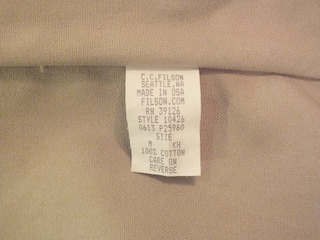 C.C.FILSON
SEATTLE,WA
MADE IN USA
FILSON.COM
RN 39126
STYLE 10426
0613 P25960
SIZE
M KH
100% COTTON
CARE ON
REVERSE